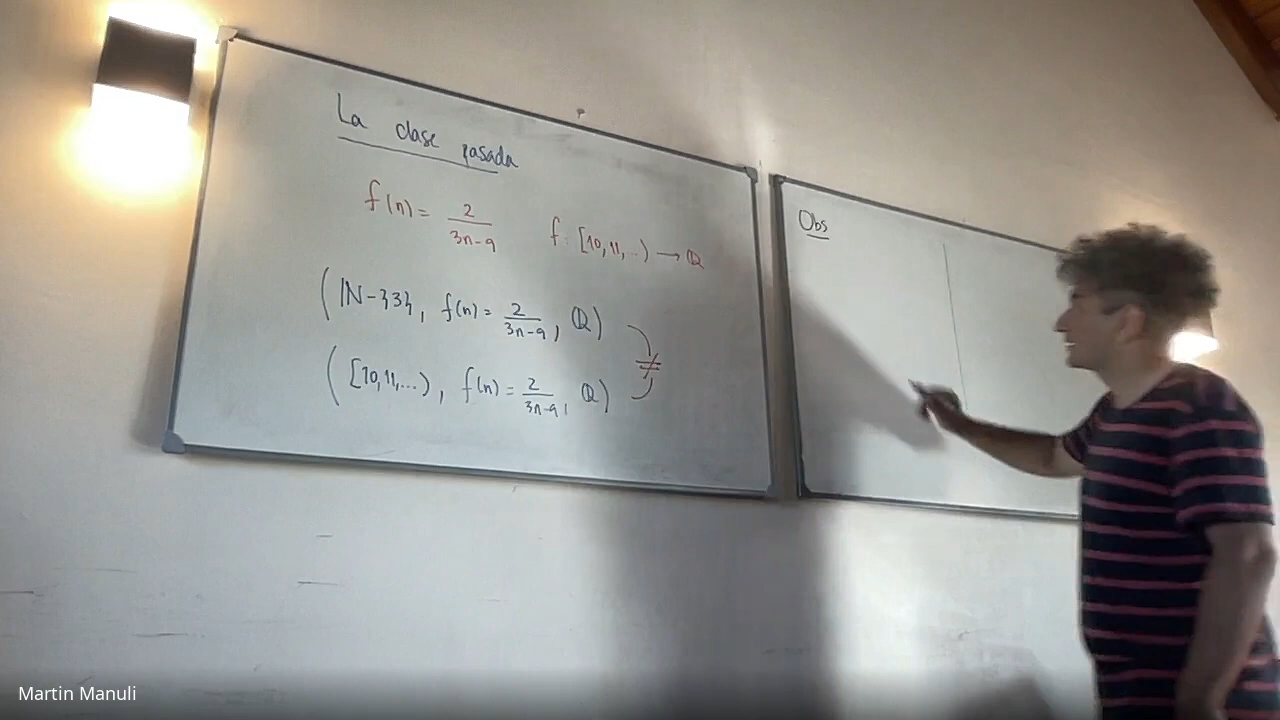 La clase pasada
f(n) = 2/(3n-9)   f: [10,11,..) → ℚ
(ℕ-{3}, f(n) = 2/(3n-9), ℚ)
≠
([10,11,...), f(n) = 2/(3n-9), ℚ)
Obs
Martin Manuli